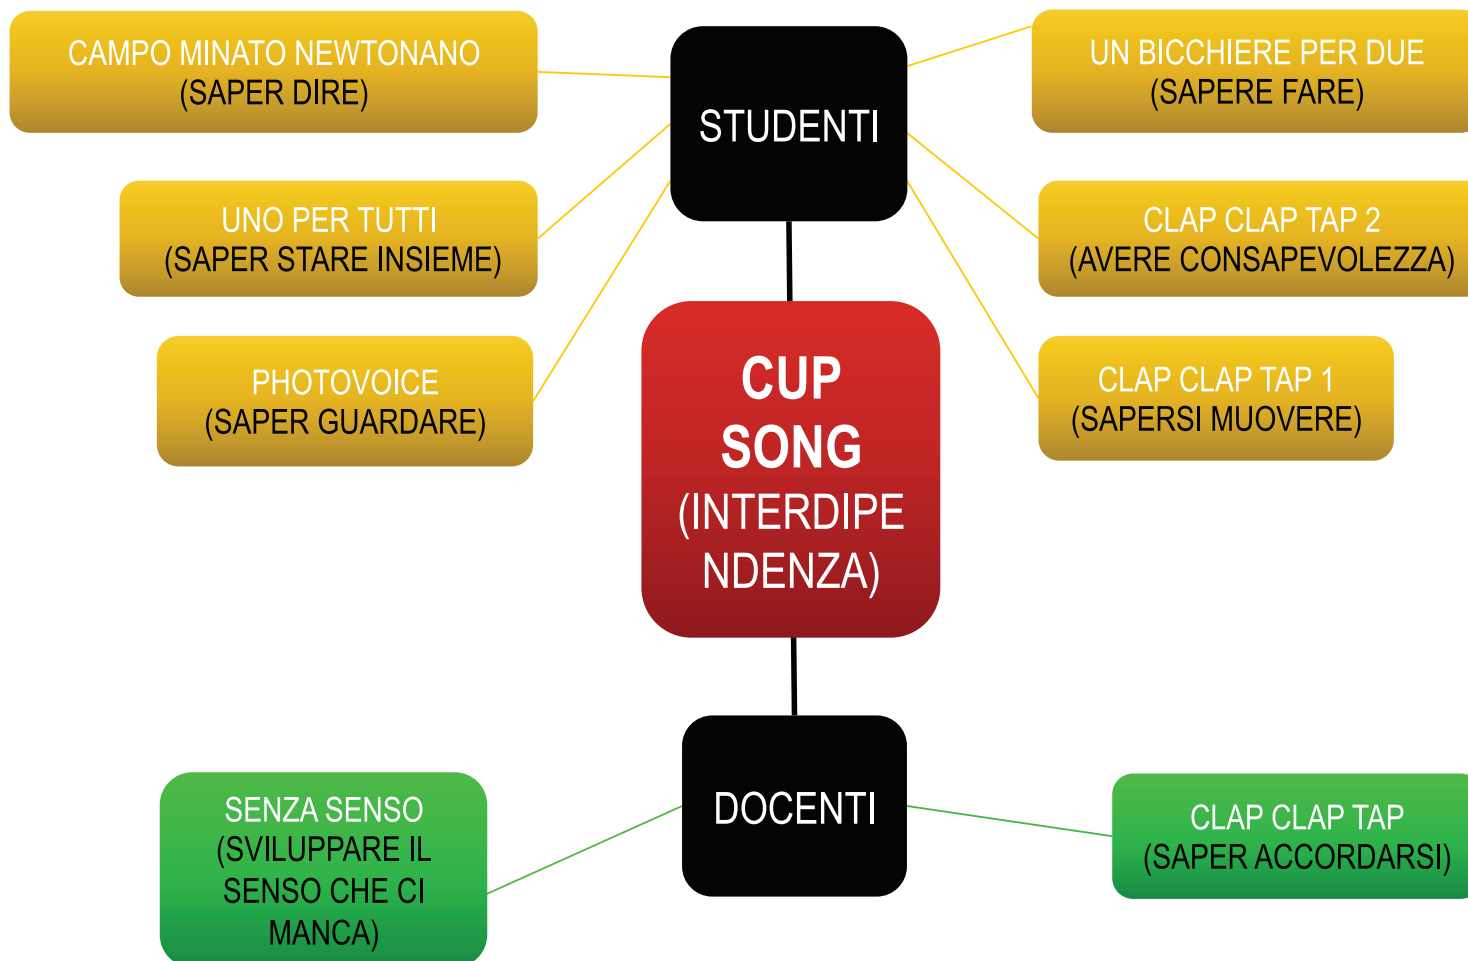 CAMPO MINATO NEWTONANO
(SAPER DIRE)
UNO PER TUTTI
(SAPER STARE INSIEME)
PHOTOVOICE
(SAPER GUARDARE)
STUDENTI
UN BICCHIERE PER DUE
(SAPERE FARE)
CLAP CLAP TAP 2
(AVERE CONSAPEVOLEZZA)
CLAP CLAP TAP 1
(SAPERSI MUOVERE)
CUP
SONG
(INTERDIPE
NDENZA)
DOCENTI
SENZA SENSO
(SVILUPPARE IL
SENSO CHE CI
MANCA)
CLAP CLAP TAP
(SAPER ACCORDARSI)